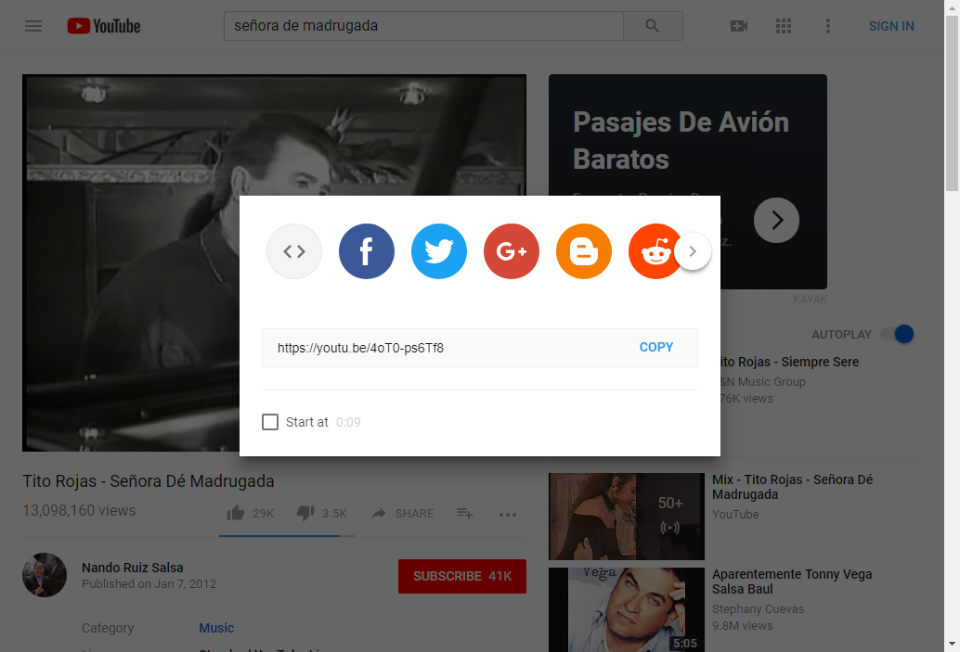 YouTube
señora de madrugada
SIGN IN
Pasajes De Avión
Baratos
KAYAK
https://youtu.be/4oT0-ps6Tf8
COPY
Start at 0:09
AUTOPLAY
ito Rojas - Siempre Sere
&N Music Group
76K views
Tito Rojas - Señora Dé Madrugada
13,098,160 views
29K
3.5K
SHARE
Nando Ruiz Salsa
Published on Jan 7, 2012
SUBSCRIBE 41K
Category
Music
50+
Mix - Tito Rojas - Señora Dé
Madrugada
YouTube
Vega
5:05
Aparentemente Tonny Vega
Salsa Baul
Stephany Cuevas
9.8M views